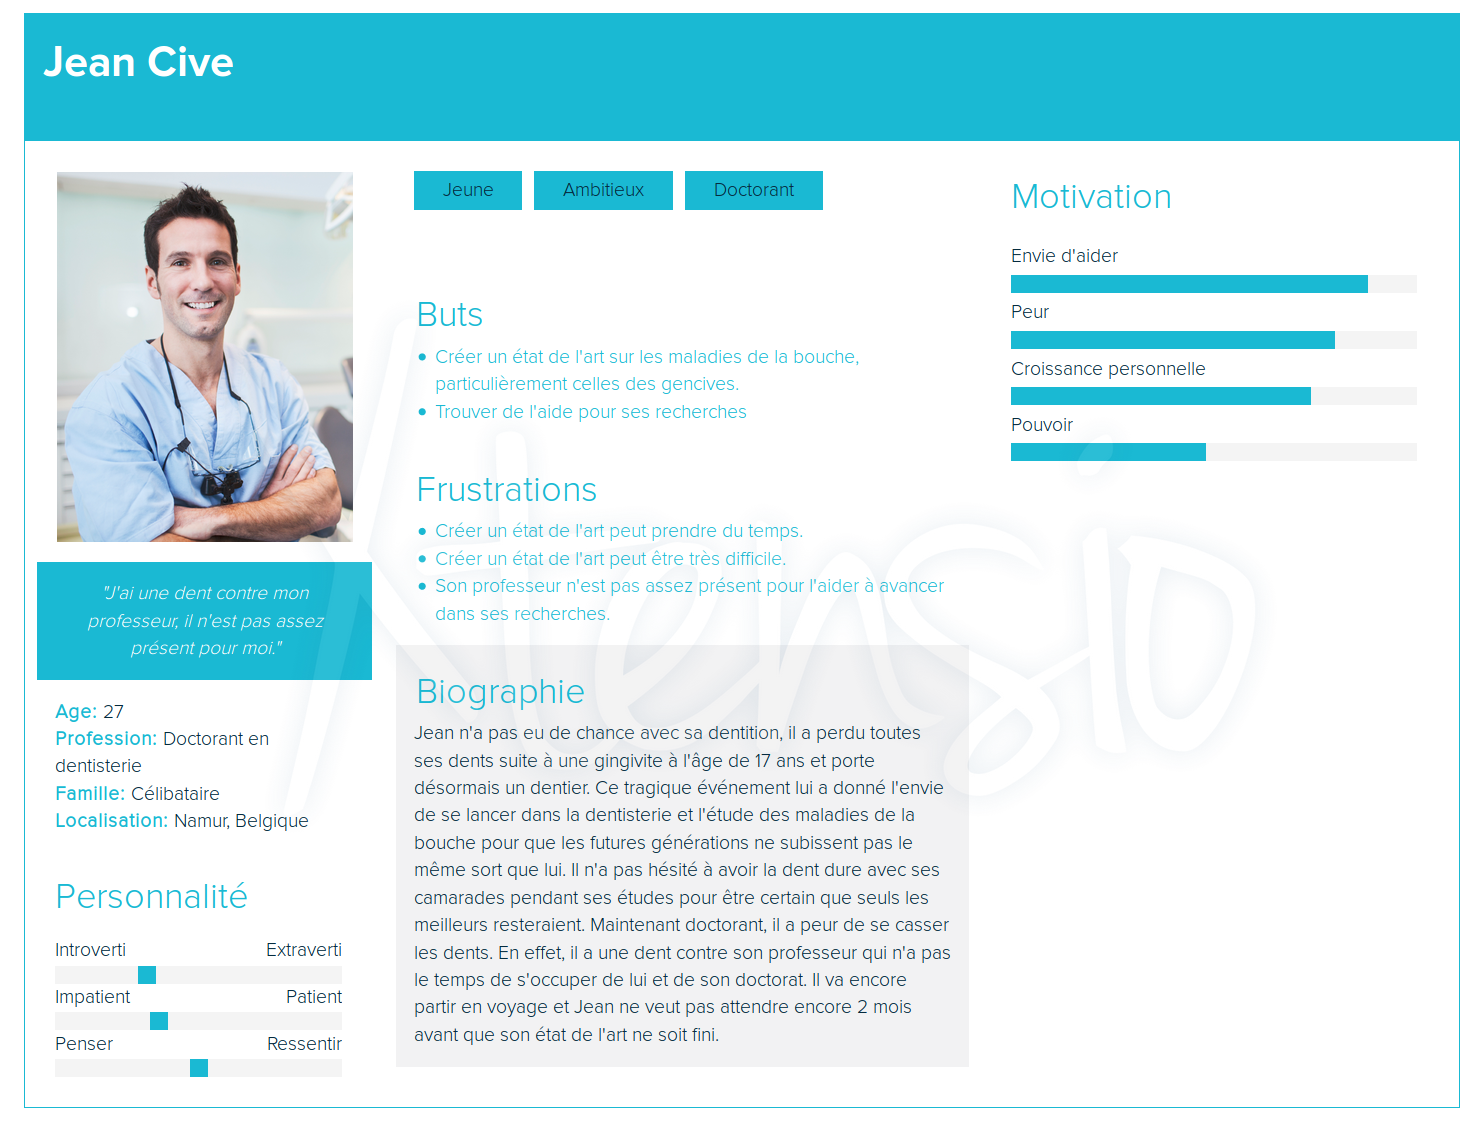 Jean Cive
Jeune
Ambitieux
Doctorant
Buts
Créer un état de l'art sur les maladies de la bouche,
particulièrement celles des gencives.
Trouver de l'aide pour ses recherches
Frustrations
Créer un état de l'art peut prendre du temps.
Créer un état de l'art peut être très difficile.
Son professeur n'est pas assez présent pour l'aider à avancer
dans ses recherches.
Biographie
Jean n'a pas eu de chance avec sa dentition, il a perdu toutes
ses dents suite à une gingivite à l'âge de 17 ans et porte
désormais un dentier. Ce tragique événement lui a donné l'envie
de se lancer dans la dentisterie et l'étude des maladies de la
bouche pour que les futures générations ne subissent pas le
même sort que lui. Il n'a pas hésité à avoir la dent dure avec ses
camarades pendant ses études pour être certain que seuls les
meilleurs resteraient. Maintenant doctorant, il a peur de se casser
les dents. En effet, il a une dent contre son professeur qui n'a pas
le temps de s'occuper de lui et de son doctorat. Il va encore
partir en voyage et Jean ne veut pas attendre encore 2 mois
avant que son état de l'art ne soit fini.
"J'ai une dent contre mon
professeur, il n'est pas assez
présent pour moi."
Age: 27
Profession: Doctorant en
dentisterie
Famille: Célibataire
Localisation: Namur, Belgique
Personnalité
Introverti Extraverti
Impatient Patient
Penser Ressentir
Motivation
Envie d'aider
Peur
Croissance personnelle
Pouvoir
Xtensio